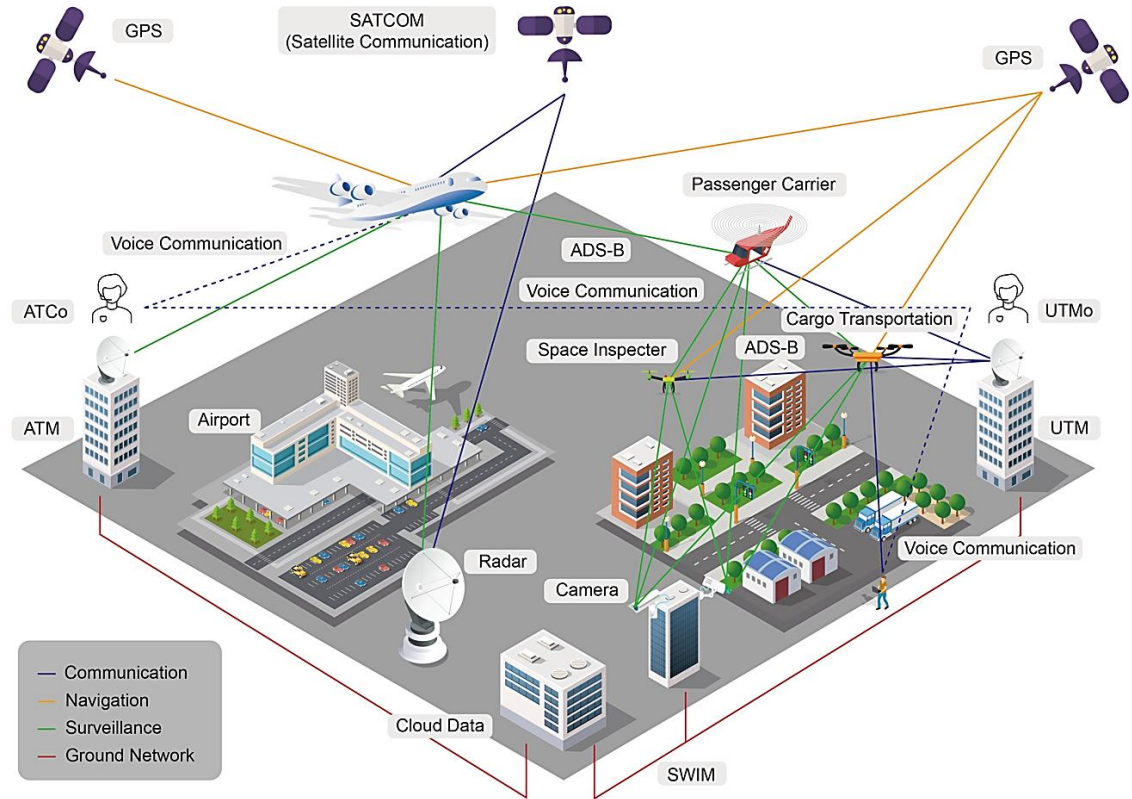 SATCOM
(Satellite Communication)
GPS
GPS
Passenger Carrier
Voice Communication
ADS-B
Voice Communication
ATCo
UTMo
Cargo Transportation
Space Inspecter
ADS-B
ATM
Airport
UTM
Radar
Camera
Voice Communication
Communication
Navigation
Surveillance
Ground Network
Cloud Data
SWIM